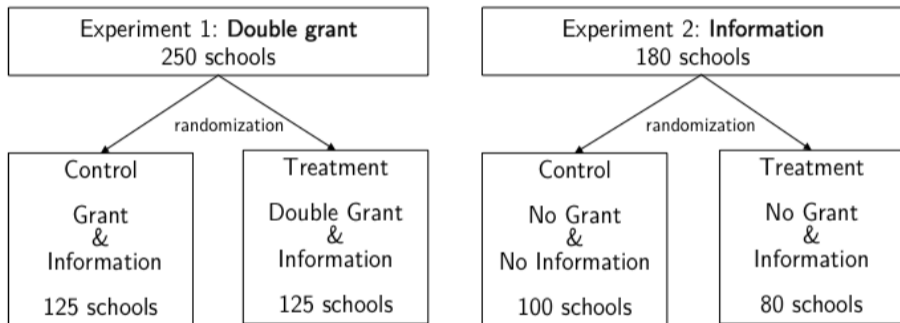 Experiment 1: Double grant
250 schools
randomization
Control
Grant
&
Information
125 schools
Treatment
Double Grant
&
Information
125 schools
Experiment 2: Information
180 schools
randomization
Control
No Grant
&
No Information
100 schools
Treatment
No Grant
&
Information
80 schools